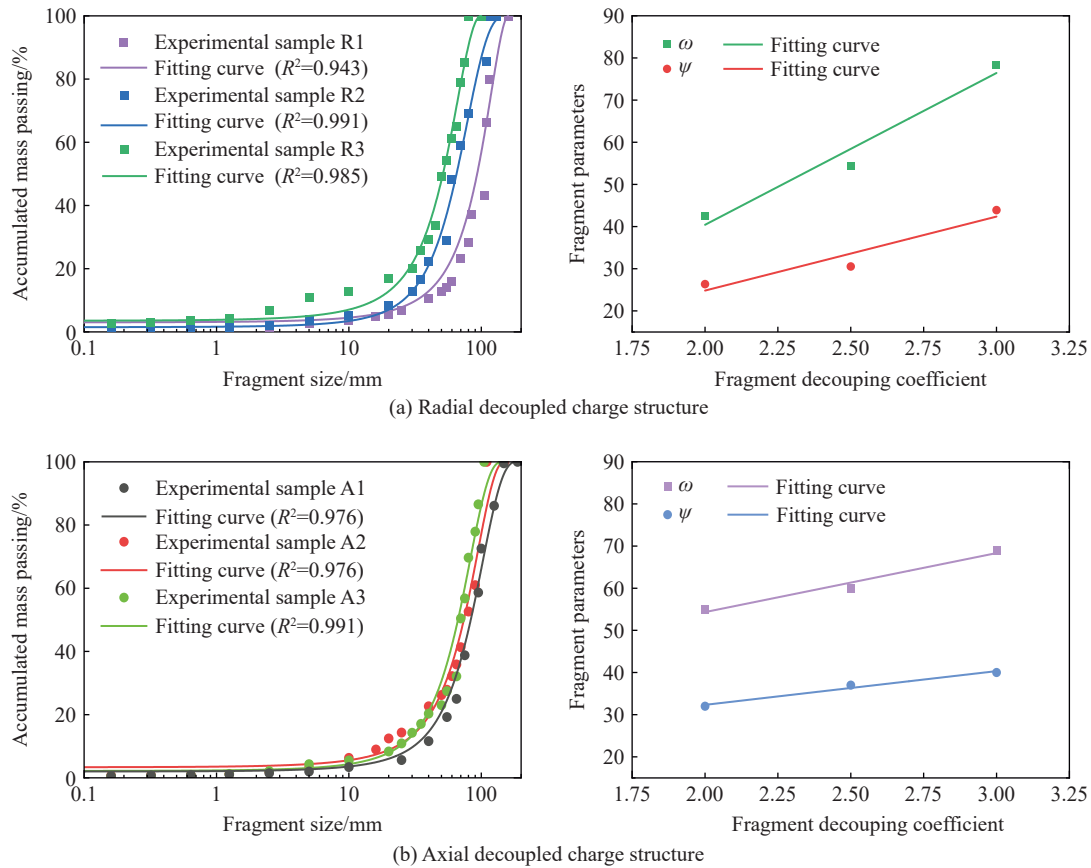 Accumulated mass passing/%
100
80
60
40
20
0
Experimental sample R1
Fitting curve (R²=0.943)
Experimental sample R2
Fitting curve (R²=0.991)
Experimental sample R3
Fitting curve (R²=0.985)
0.1 1 10 100
Fragment size/mm
Fragment parameters
90
80
70
60
50
40
30
20
ω Fitting curve
ψ Fitting curve
1.75 2.00 2.25 2.50 2.75 3.00 3.25
Fragment decouping coefficient
(a) Radial decoupled charge structure
Accumulated mass passing/%
100
80
60
40
20
0
Experimental sample A1
Fitting curve (R²=0.976)
Experimental sample A2
Fitting curve (R²=0.976)
Experimental sample A3
Fitting curve (R²=0.991)
0.1 1 10 100
Fragment size/mm
Fragment parameters
90
80
70
60
50
40
30
20
ω Fitting curve
ψ Fitting curve
1.75 2.00 2.25 2.50 2.75 3.00 3.25
Fragment decouping coefficient
(b) Axial decoupled charge structure